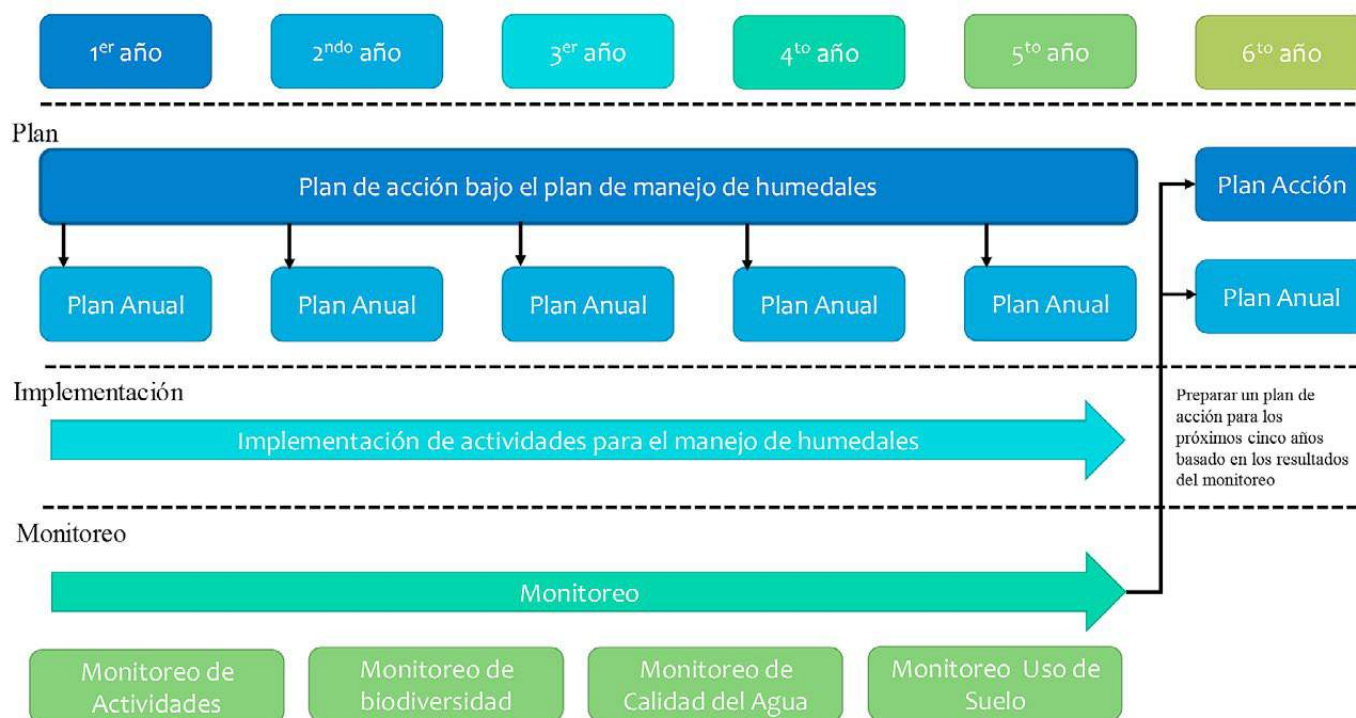 1er año
2ndo año
3er año
4to año
5to año
6to año
Plan
Plan de acción bajo el plan de manejo de humedales
Plan Acción
Plan Anual
Plan Anual
Plan Anual
Plan Anual
Plan Anual
Plan Anual
Implementación
Implementación de actividades para el manejo de humedales
Preparar un plan de
acción para los
próximos cinco años
basado en los resultados
del monitoreo
Monitoreo
Monitoreo
Monitoreo de
Actividades
Monitoreo de
biodiversidad
Monitoreo de
Calidad del Agua
Monitoreo Uso de
Suelo